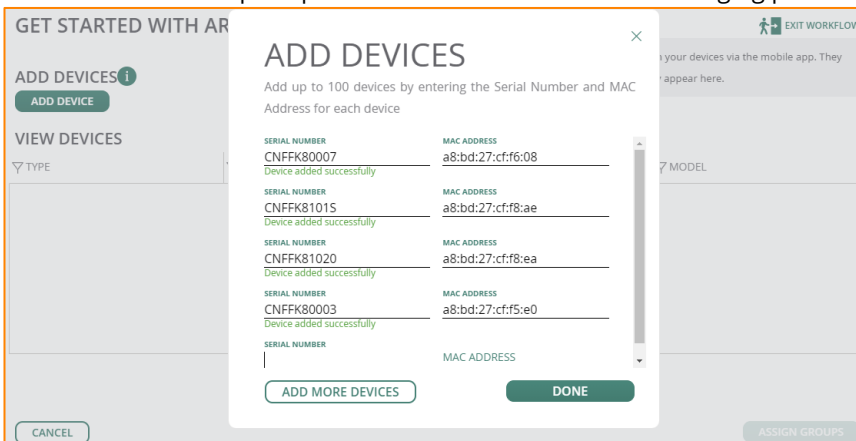 GET STARTED WITH AR
EXIT WORKFLOW
ADD DEVICES
your devices via the mobile app. They
appear here.
ADD DEVICE
VIEW DEVICES
TYPE
MODEL
ADD DEVICES
Add up to 100 devices by entering the Serial Number and MAC
Address for each device
SERIAL NUMBER MAC ADDRESS
CNFFK80007 a8:bd:27:cf:f6:08
Device added successfully
SERIAL NUMBER MAC ADDRESS
CNFFK8101S a8:bd:27:cf:f8:ae
Device added successfully
SERIAL NUMBER MAC ADDRESS
CNFFK81020 a8:bd:27:cf:f8:ea
Device added successfully
SERIAL NUMBER MAC ADDRESS
CNFFK80003 a8:bd:27:cf:f5:e0
Device added successfully
SERIAL NUMBER
MAC ADDRESS
ADD MORE DEVICES DONE
CANCEL
ASSIGN GROUPS